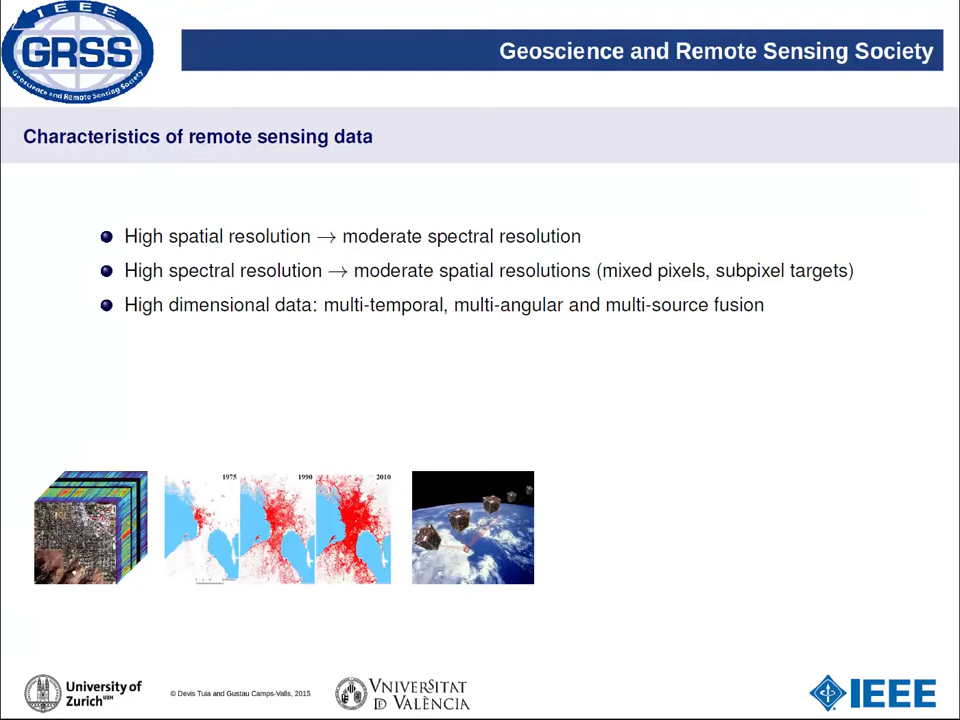 IEEE
GRSS
Geoscience and Remote Sensing Society
Geoscience and Remote Sensing Society
Characteristics of remote sensing data
High spatial resolution → moderate spectral resolution
High spectral resolution → moderate spatial resolutions (mixed pixels, subpixel targets)
High dimensional data: multi-temporal, multi-angular and multi-source fusion
1975 1990 2010
University of
Zurich UZH
© Devis Tuia and Gustau Camps-Valls, 2015
VNIVERSITAT
ID VALÈNCIA
IEEE